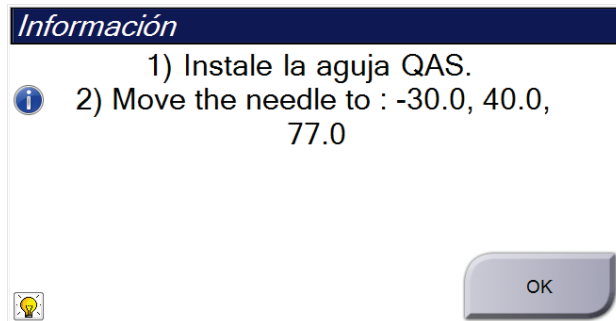 Información
1) Instale la aguja QAS.
2) Move the needle to : -30.0, 40.0,
77.0
OK